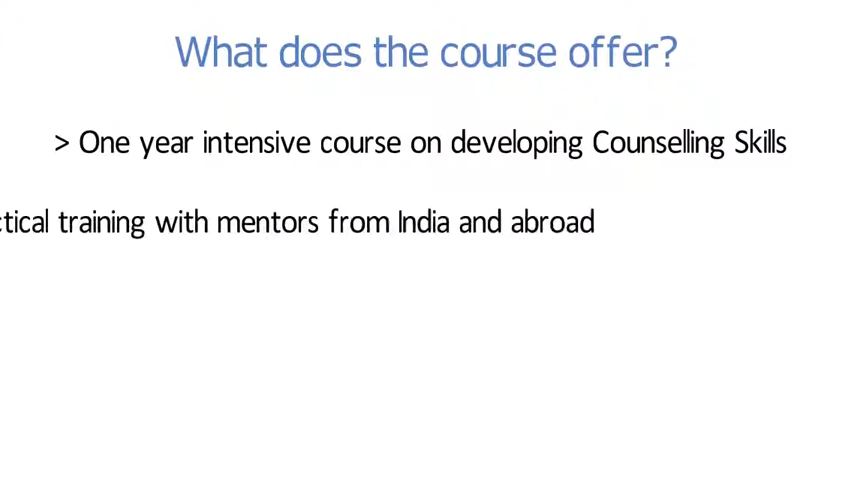 What does the course offer?
> One year intensive course on developing Counselling Skills
training with mentors from India and abroad